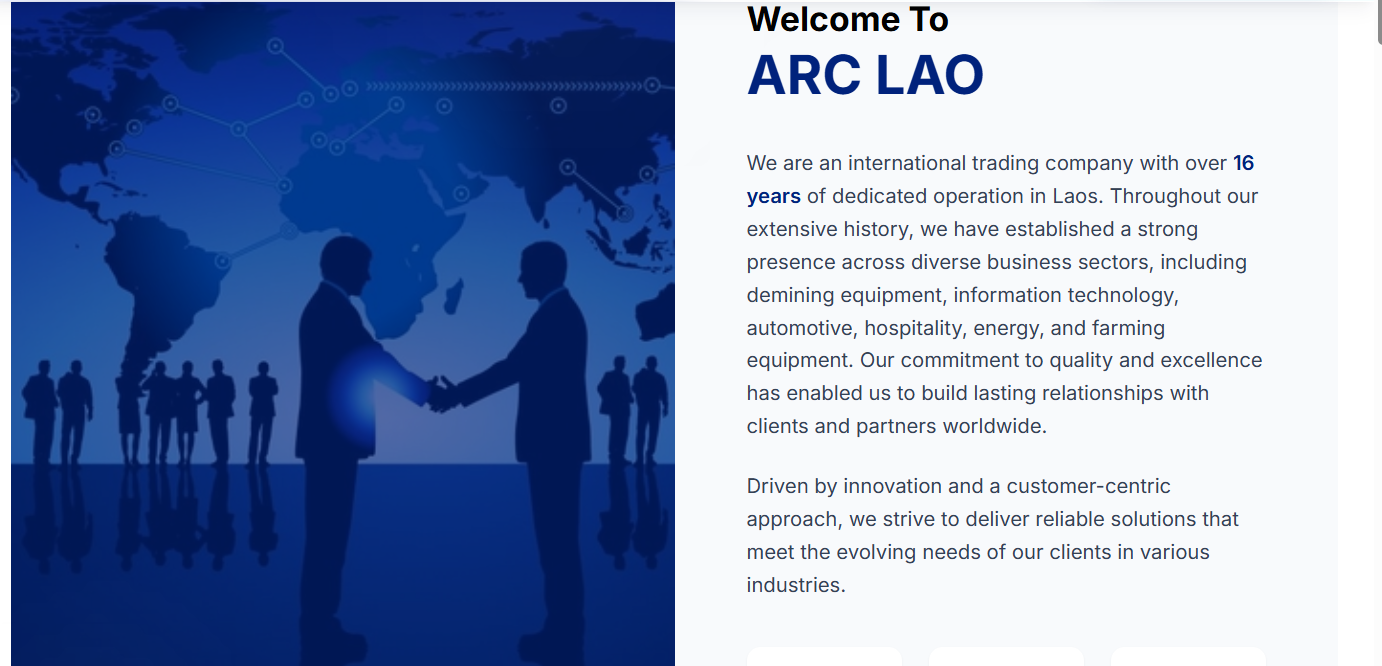 Welcome To
ARC LAO
We are an international trading company with over 16
years of dedicated operation in Laos. Throughout our
extensive history, we have established a strong
presence across diverse business sectors, including
demining equipment, information technology,
automotive, hospitality, energy, and farming
equipment. Our commitment to quality and excellence
has enabled us to build lasting relationships with
clients and partners worldwide.
Driven by innovation and a customer-centric
approach, we strive to deliver reliable solutions that
meet the evolving needs of our clients in various
industries.